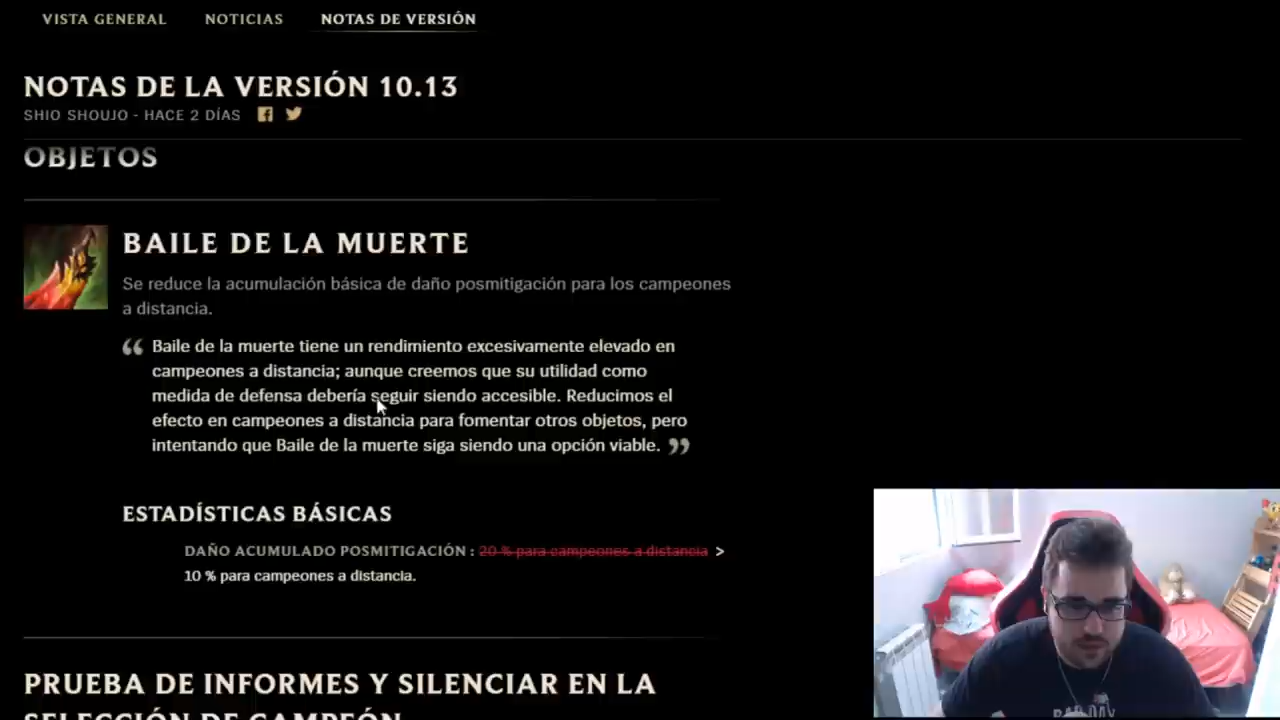 VISTA GENERAL NOTICIAS NOTAS DE VERSIÓN
NOTAS DE LA VERSIÓN 10.13
SHIO SHOUJO - HACE 2 DÍAS
OBJETOS
BAILE DE LA MUERTE
Se reduce la acumulación básica de daño posmitigación para los campeones
a distancia.
“ Baile de la muerte tiene un rendimiento excesivamente elevado en
campeones a distancia; aunque creemos que su utilidad como
medida de defensa debería seguir siendo accesible. Reducimos el
efecto en campeones a distancia para fomentar otros objetos, pero
intentando que Baile de la muerte siga siendo una opción viable. ”
ESTADÍSTICAS BÁSICAS
DAÑO ACUMULADO POSMITIGACIÓN : 20 % para campeones a distancia >
10 % para campeones a distancia.
PRUEBA DE INFORMES Y SILENCIAR EN LA
SELECCIÓN DE CAMPEÓN
BAD DAY